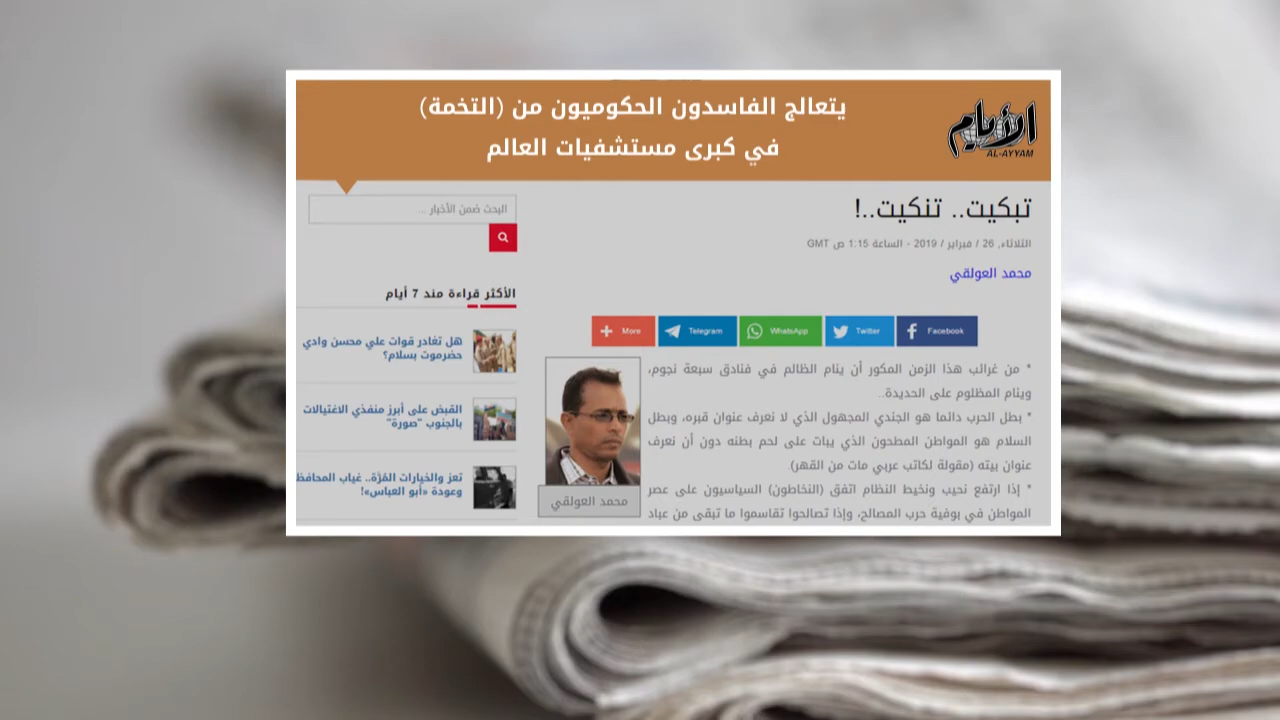 يتعالج الفاسدون الحكوميون من (التخمة)
في كبرى مستشفيات العالم
الأيام
AL-AYYAM
تبكيت.. تنكيت..!
الثلاثاء, 26 / فبراير / 2019 - الساعة 1:15 ص GMT
محمد العولقي
Facebook
Twitter
WhatsApp
Telegram
More
* من غرائب هذا الزمن المكور أن ينام الظالم في فنادق سبعة نجوم،
وينام المظلوم على الحديدة..
* بطل الحرب دائما هو الجندي المجهول الذي لا نعرف عنوان قبره، وبطل
السلام هو المواطن المطحون الذي يبات على لحم بطنه دون أن نعرف
عنوان بيته (مقولة لكاتب عربي مات من القهر)
* إذا ارتفع نحيب ونخيط النظام اتفق (النخاطون) السياسيون على عصر
المواطن في بوفية حرب المصالح، وإذا تصالحوا تقاسموا ما تبقى من عباد
محمد العولقي
البحث ضمن الأخبار ...
الأكثر قراءة منذ 7 أيام
هل تغادر قوات علي محسن وادي
حضرموت بسلام؟
القبض على أبرز منفذي الاغتيالات
بالجنوب "صورة"
تعز والخيارات المُرّة.. غياب المحافظ
وعودة «أبو العباس»!